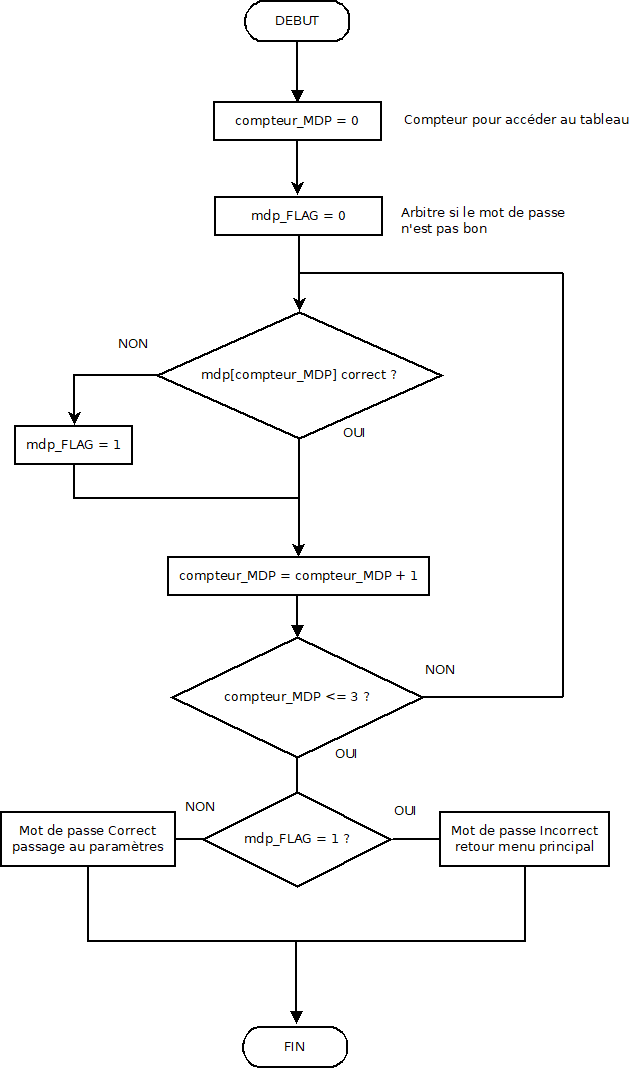 DEBUT
compteur_MDP = 0
Compteur pour accéder au tableau
mdp_FLAG = 0
Arbitre si le mot de passe
n'est pas bon
NON
mdp[compteur_MDP] correct ?
OUI
mdp_FLAG = 1
compteur_MDP = compteur_MDP + 1
NON
compteur_MDP <= 3 ?
OUI
NON
OUI
Mot de passe Correct
passage au paramètres
mdp_FLAG = 1 ?
Mot de passe Incorrect
retour menu principal
FIN